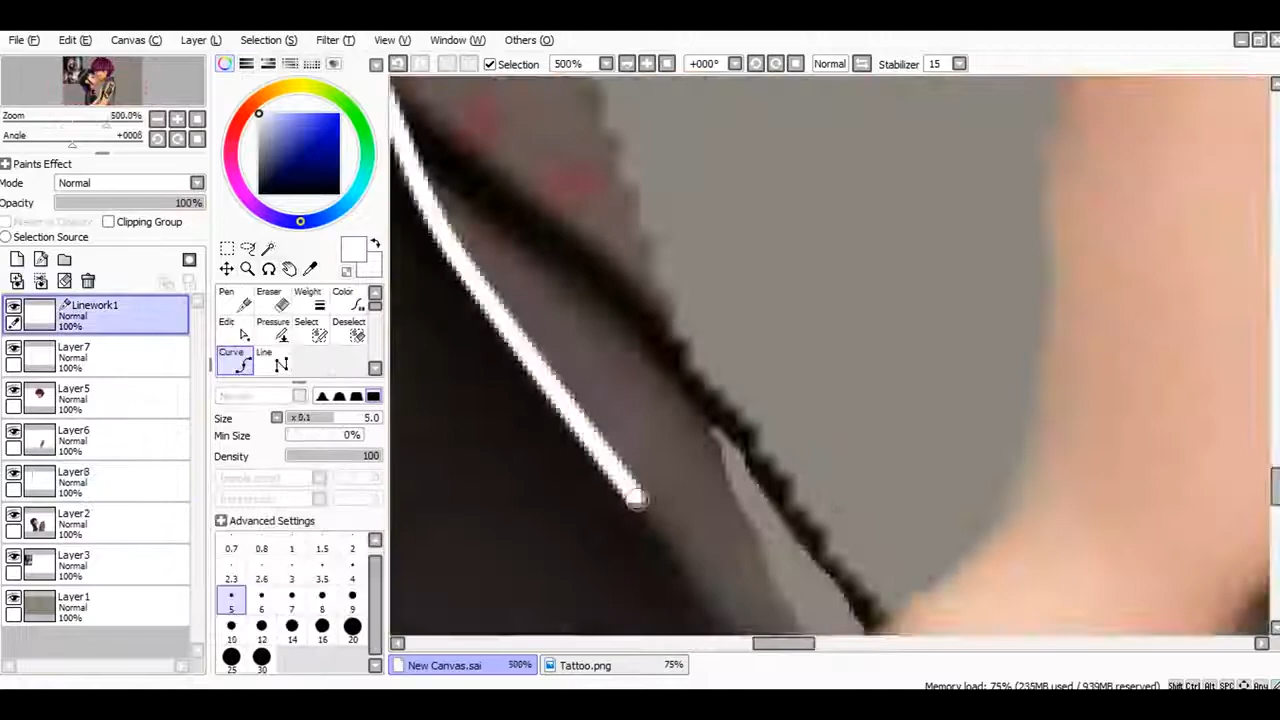 File (F) Edit (E) Canvas (C) Layer (L) Selection (S) Filter (T) View (V) Window (W) Others (O)
Selection 500% +000° Normal Stabilizer 15
Zoom 500.0%
Angle
Paints Effect
Mode Normal
Opacity 100%
Clipping Group
Selection Source
Linework1
Normal
100%
Layer7
Normal
100%
Layer5
Normal
100%
Layer6
Normal
100%
Layer8
Normal
100%
Layer2
Normal
100%
Layer3
Normal
100%
Layer1
Normal
100%
Pen Eraser Weight Color
Edit Pressure Select Deselect
Curve Line
Size x 0.1 5.0
Min Size 0%
Density 100
Advanced Settings
0.7 0.8 1 1.5 2
2.3 2.6 3 3.5 4
5 6 7 8 9
10 12 14 16 20
25 30
New Canvas.sai 500% Tattoo.png 75%
Memory load: 75% (235MB used / 939MB reserved) Shift Ctrl Alt SPC Any